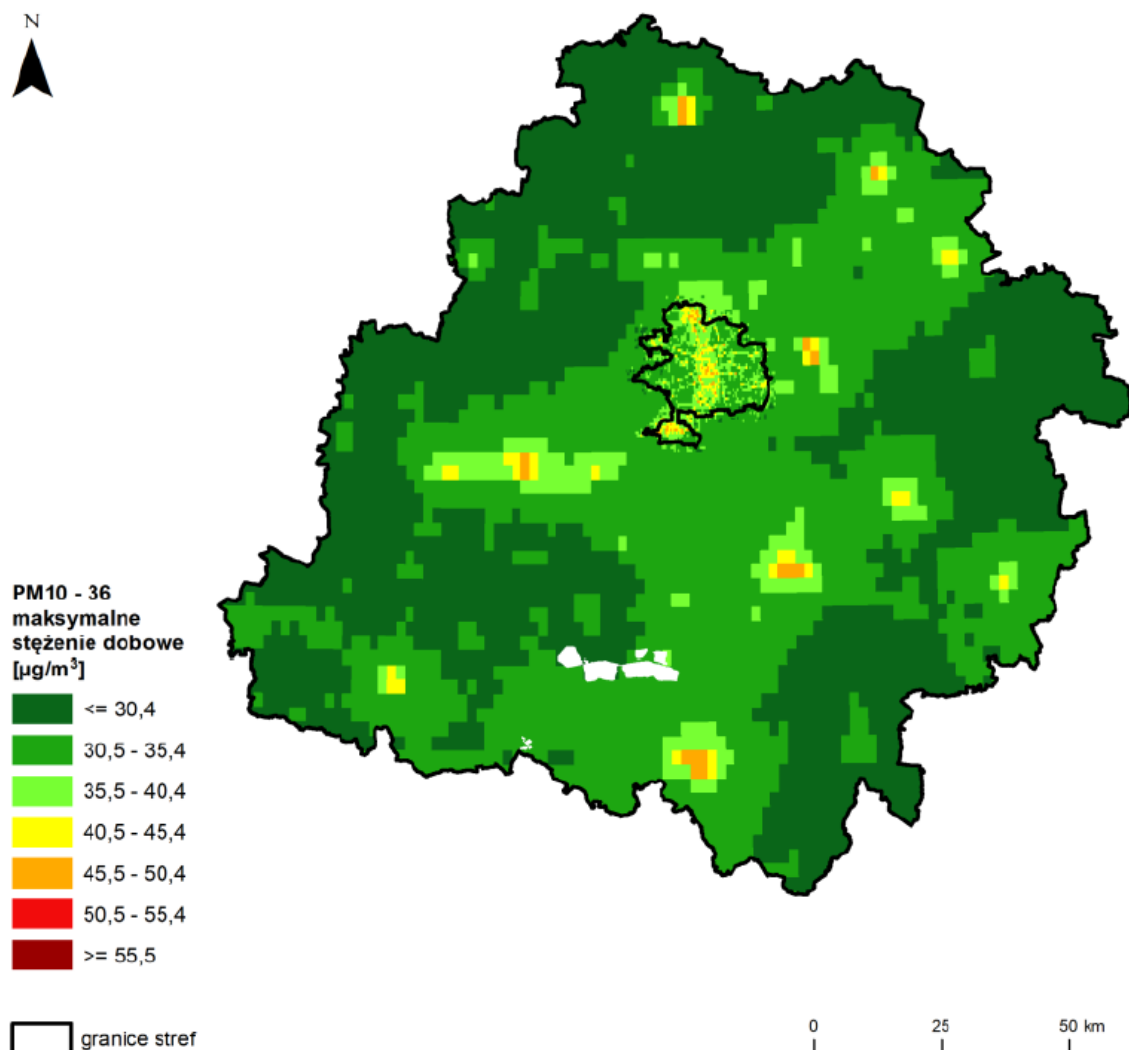 N
PM10 - 36
maksymalne
stężenie dobowe
[µg/m³]
<= 30,4
30,5 - 35,4
35,5 - 40,4
40,5 - 45,4
45,5 - 50,4
50,5 - 55,4
>= 55,5
granice stref
0 25 50 km